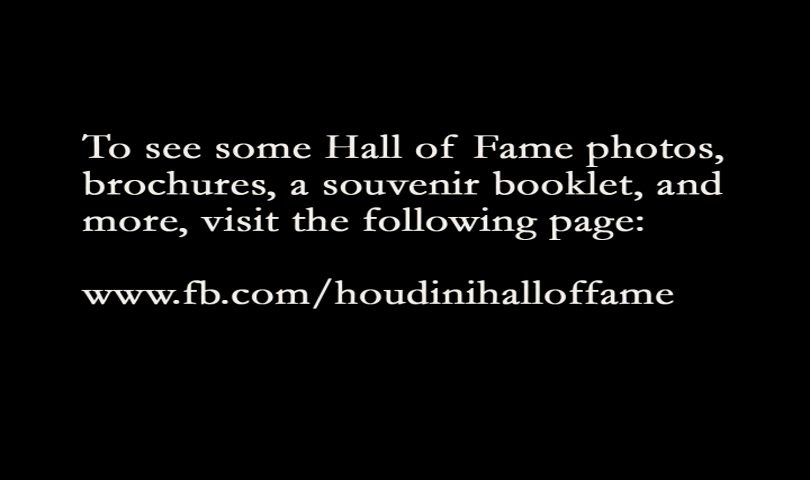 To see some Hall of Fame photos,
brochures, a souvenir booklet, and
more, visit the following page:
www.fb.com/houdinihalloffame